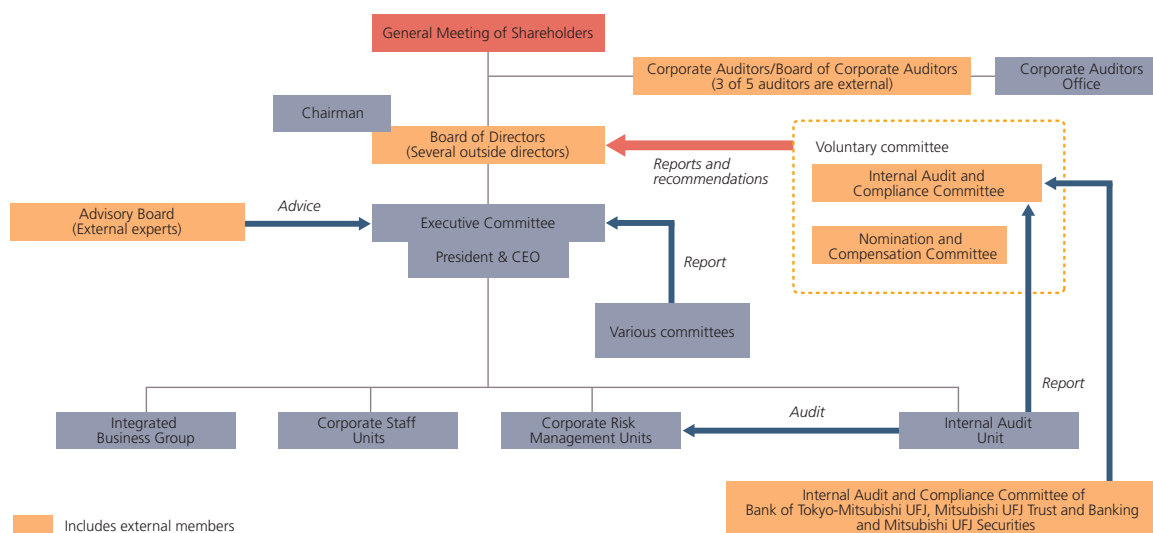 General Meeting of Shareholders
Corporate Auditors/Board of Corporate Auditors
(3 of 5 auditors are external)
Corporate Auditors
Office
Chairman
Board of Directors
(Several outside directors)
Reports and
recommendations
Voluntary committee
Internal Audit and
Compliance Committee
Nomination and
Compensation Committee
Advisory Board
(External experts)
Advice
Executive Committee
President & CEO
Report
Various committees
Report
Integrated
Business Group
Corporate Staff
Units
Corporate Risk
Management Units
Audit
Internal Audit
Unit
Internal Audit and Compliance Committee of
Bank of Tokyo-Mitsubishi UFJ, Mitsubishi UFJ Trust and Banking
and Mitsubishi UFJ Securities
Includes external members